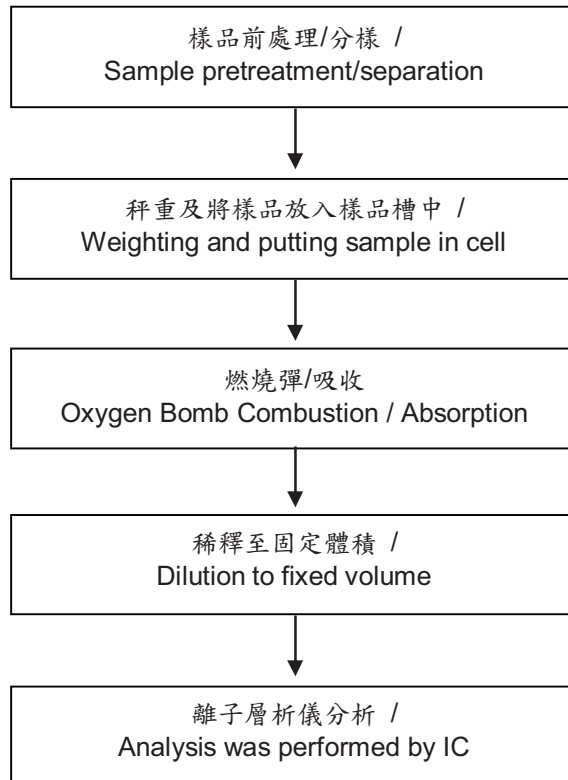 樣品前處理/分樣 /
Sample pretreatment/separation
秤重及將樣品放入樣品槽中 /
Weighting and putting sample in cell
燃燒彈/吸收
Oxygen Bomb Combustion / Absorption
稀釋至固定體積 /
Dilution to fixed volume
離子層析儀分析 /
Analysis was performed by IC